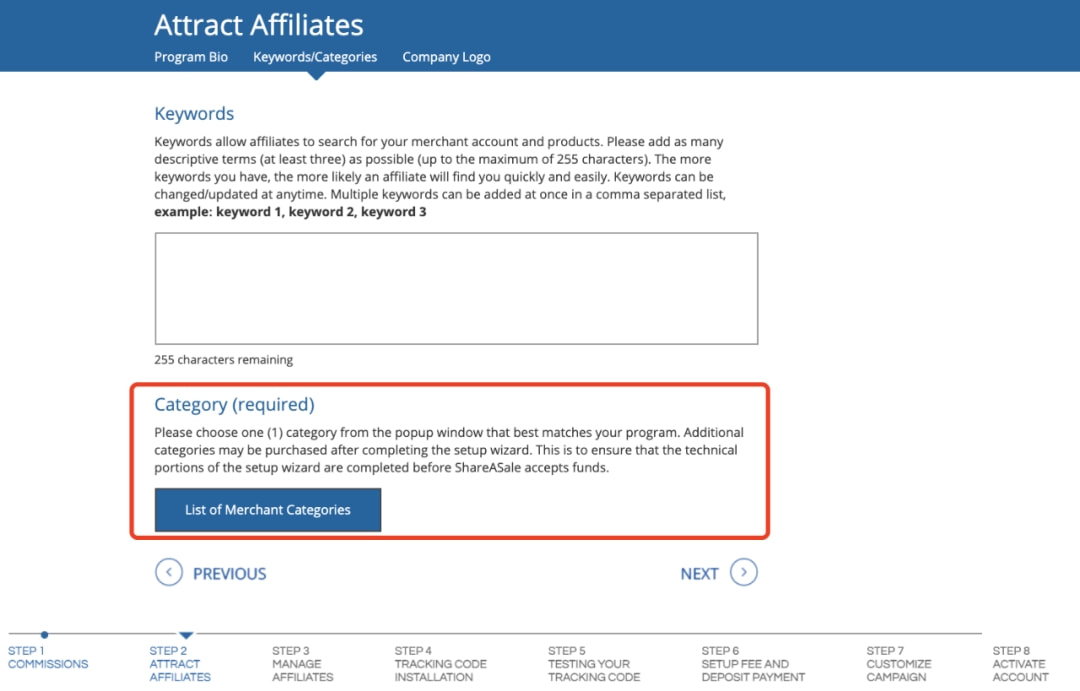 Attract Affiliates
Program Bio Keywords/Categories Company Logo
Keywords
Keywords allow affiliates to search for your merchant account and products. Please add as many
descriptive terms (at least three) as possible (up to the maximum of 255 characters). The more
keywords you have, the more likely an affiliate will find you quickly and easily. Keywords can be
changed/updated at anytime. Multiple keywords can be added at once in a comma separated list,
example: keyword 1, keyword 2, keyword 3
255 characters remaining
Category (required)
Please choose one (1) category from the popup window that best matches your program. Additional
categories may be purchased after completing the setup wizard. This is to ensure that the technical
portions of the setup wizard are completed before ShareASale accepts funds.
List of Merchant Categories
PREVIOUS
NEXT
STEP 1
COMMISSIONS
STEP 2
ATTRACT
AFFILIATES
STEP 3
MANAGE
AFFILIATES
STEP 4
TRACKING CODE
INSTALLATION
STEP 5
TESTING YOUR
TRACKING CODE
STEP 6
SETUP FEE AND
DEPOSIT PAYMENT
STEP 7
CUSTOMIZE
CAMPAIGN
STEP 8
ACTIVATE
ACCOUNT